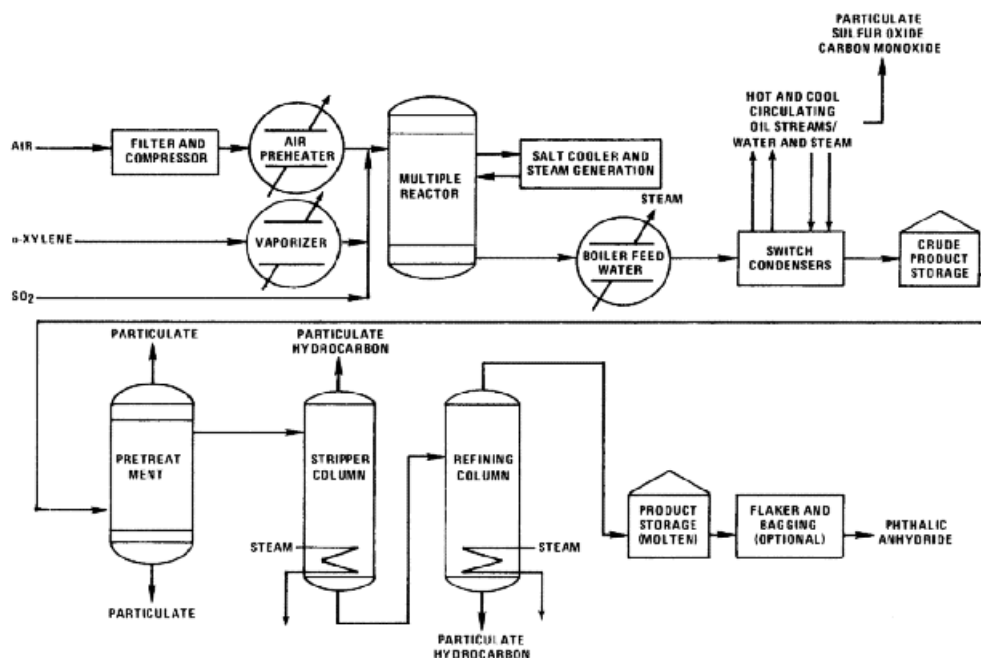 PARTICULATE
SULFUR OXIDE
CARBON MONOXIDE
HOT AND COOL
CIRCULATING
OIL STREAMS/
WATER AND STEAM
AIR
FILTER AND
COMPRESSOR
AIR
PREHEATER
MULTIPLE
REACTOR
SALT COOLER AND
STEAM GENERATION
STEAM
o-XYLENE
VAPORIZER
BOILER FEED
WATER
SWITCH
CONDENSERS
CRUDE
PRODUCT
STORAGE
SO₂
PARTICULATE
PARTICULATE
HYDROCARBON
PRETREAT
MENT
STRIPPER
COLUMN
REFINING
COLUMN
PRODUCT
STORAGE
(MOLTEN)
FLAKER AND
BAGGING
(OPTIONAL)
PHTHALIC
ANHYDRIDE
STEAM
STEAM
PARTICULATE
PARTICULATE
HYDROCARBON